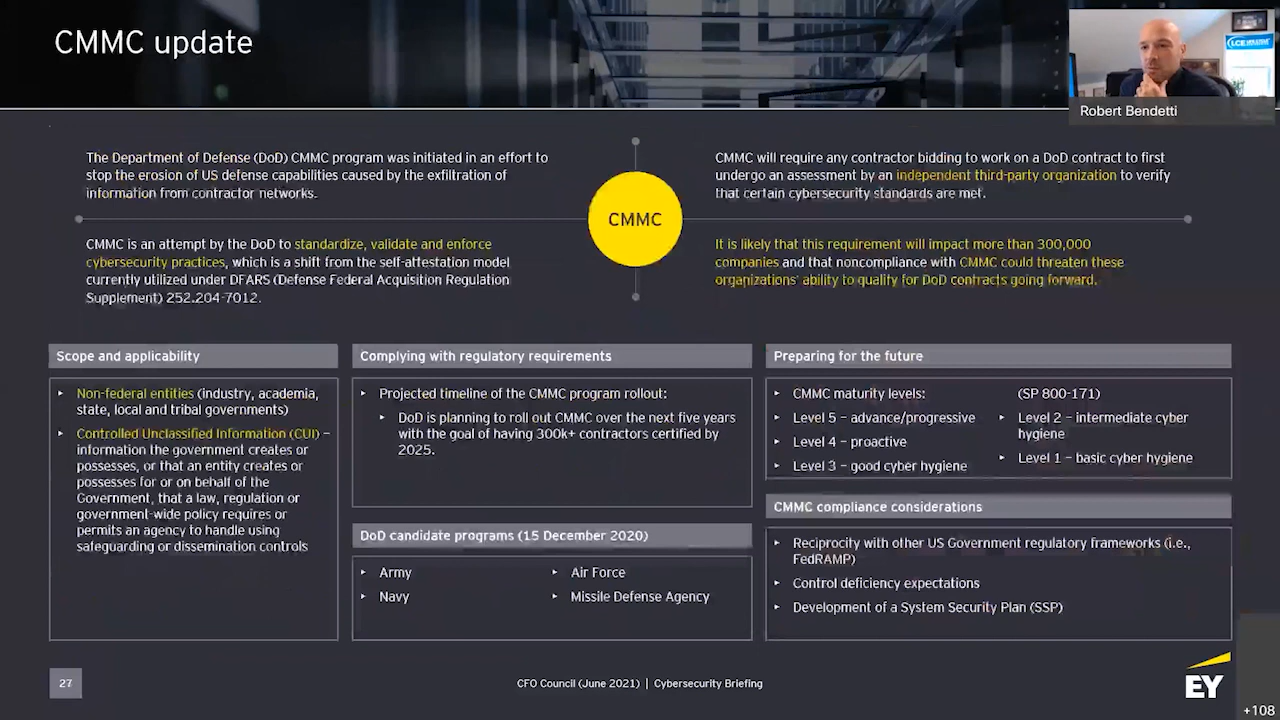 CMMC update
LCE
Robert Bendetti
The Department of Defense (DoD) CMMC program was initiated in an effort to
stop the erosion of US defense capabilities caused by the exfiltration of
information from contractor networks.
CMMC will require any contractor bidding to work on a DoD contract to first
undergo an assessment by an independent third-party organization to verify
that certain cybersecurity standards are met.
CMMC
CMMC is an attempt by the DoD to standardize, validate and enforce
cybersecurity practices, which is a shift from the self-attestation model
currently utilized under DFARS (Defense Federal Acquisition Regulation
Supplement) 252.204-7012.
It is likely that this requirement will impact more than 300,000
companies and that noncompliance with CMMC could threaten these
organizations' ability to qualify for DoD contracts going forward.
Scope and applicability
‣ Non-federal entities (industry, academia,
state, local and tribal governments)
‣ Controlled Unclassified Information (CUI) –
information the government creates or
possesses, or that an entity creates or
possesses for or on behalf of the
Government, that a law, regulation or
government-wide policy requires or
permits an agency to handle using
safeguarding or dissemination controls
Complying with regulatory requirements
‣ Projected timeline of the CMMC program rollout:
‣ DoD is planning to roll out CMMC over the next five years
with the goal of having 300k+ contractors certified by
2025.
DoD candidate programs (15 December 2020)
‣ Army
‣ Navy
‣ Air Force
‣ Missile Defense Agency
Preparing for the future
‣ CMMC maturity levels:
‣ Level 5 – advance/progressive
‣ Level 4 – proactive
‣ Level 3 – good cyber hygiene
(SP 800-171)
‣ Level 2 – intermediate cyber
hygiene
‣ Level 1 – basic cyber hygiene
CMMC compliance considerations
‣ Reciprocity with other US Government regulatory frameworks (i.e.,
FedRAMP)
‣ Control deficiency expectations
‣ Development of a System Security Plan (SSP)
27
CFO Council (June 2021) | Cybersecurity Briefing
EY
+108